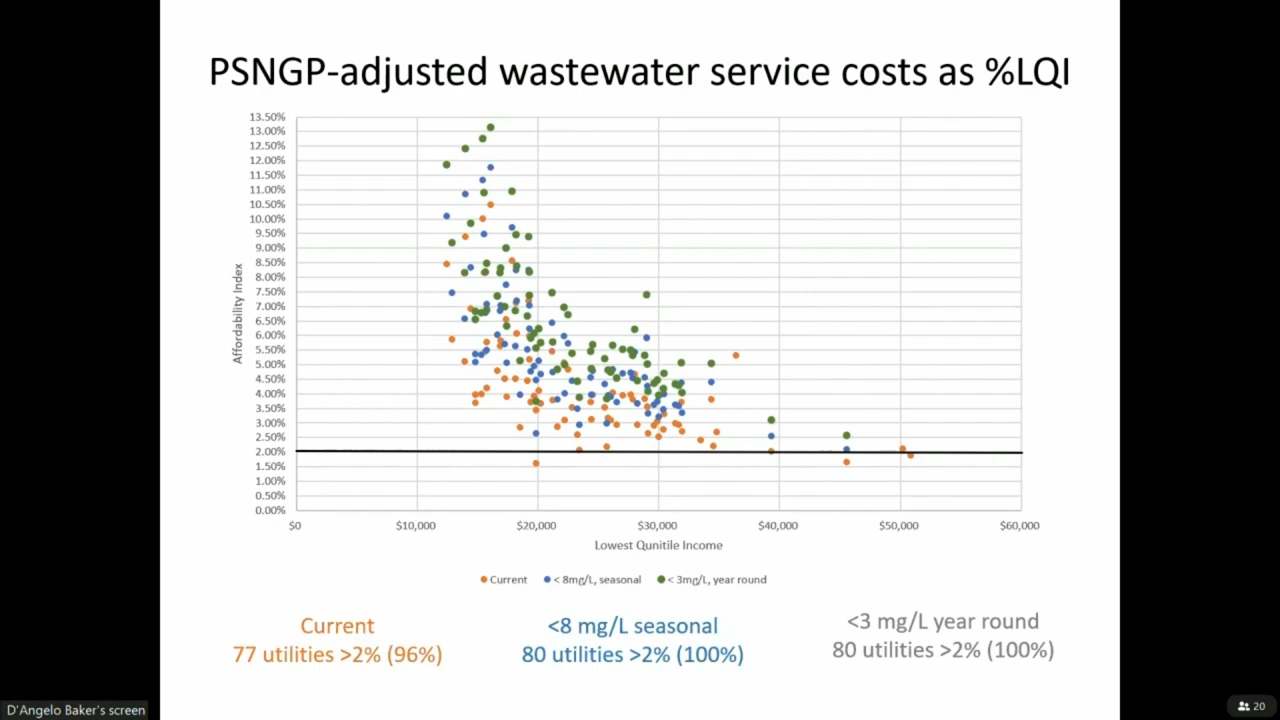 PSNGP-adjusted wastewater service costs as %LQI
13.50%
13.00%
12.50%
12.00%
11.50%
11.00%
10.50%
10.00%
9.50%
9.00%
8.50%
8.00%
7.50%
7.00%
6.50%
6.00%
5.50%
5.00%
4.50%
4.00%
3.50%
3.00%
2.50%
2.00%
1.50%
1.00%
0.50%
0.00%
Affordability Index
$0 $10,000 $20,000 $30,000 $40,000 $50,000 $60,000
Lowest Qunitile Income
Current < 8mg/L, seasonal < 3mg/L, year round
Current
77 utilities >2% (96%)
<8 mg/L seasonal
80 utilities >2% (100%)
<3 mg/L year round
80 utilities >2% (100%)
D'Angelo Baker's screen
20